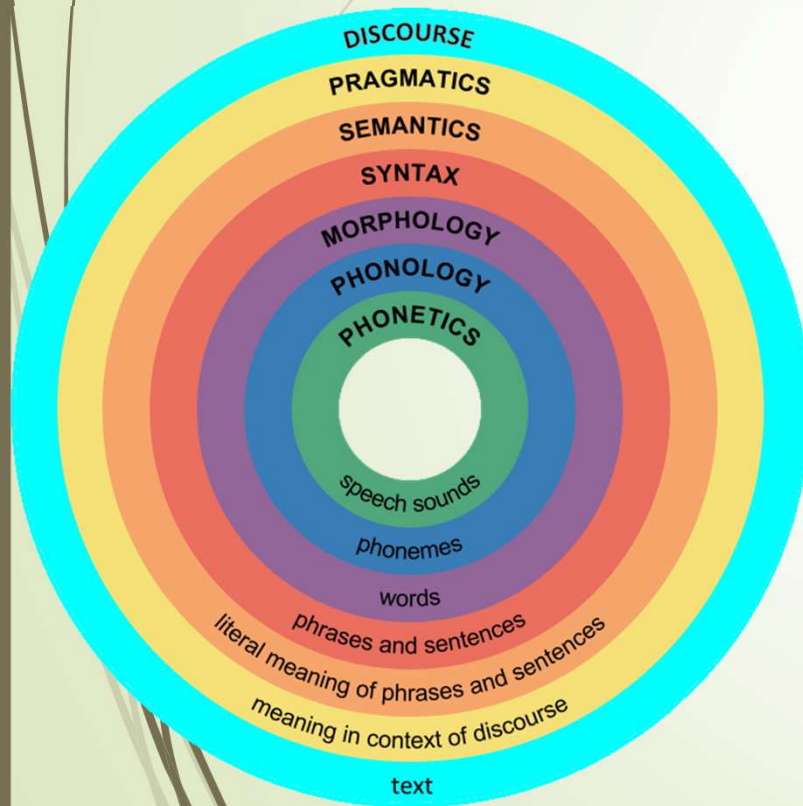 DISCOURSE
PRAGMATICS
SEMANTICS
SYNTAX
MORPHOLOGY
PHONOLOGY
PHONETICS
speech sounds
phonemes
words
phrases and sentences
literal meaning of phrases and sentences
meaning in context of discourse
text